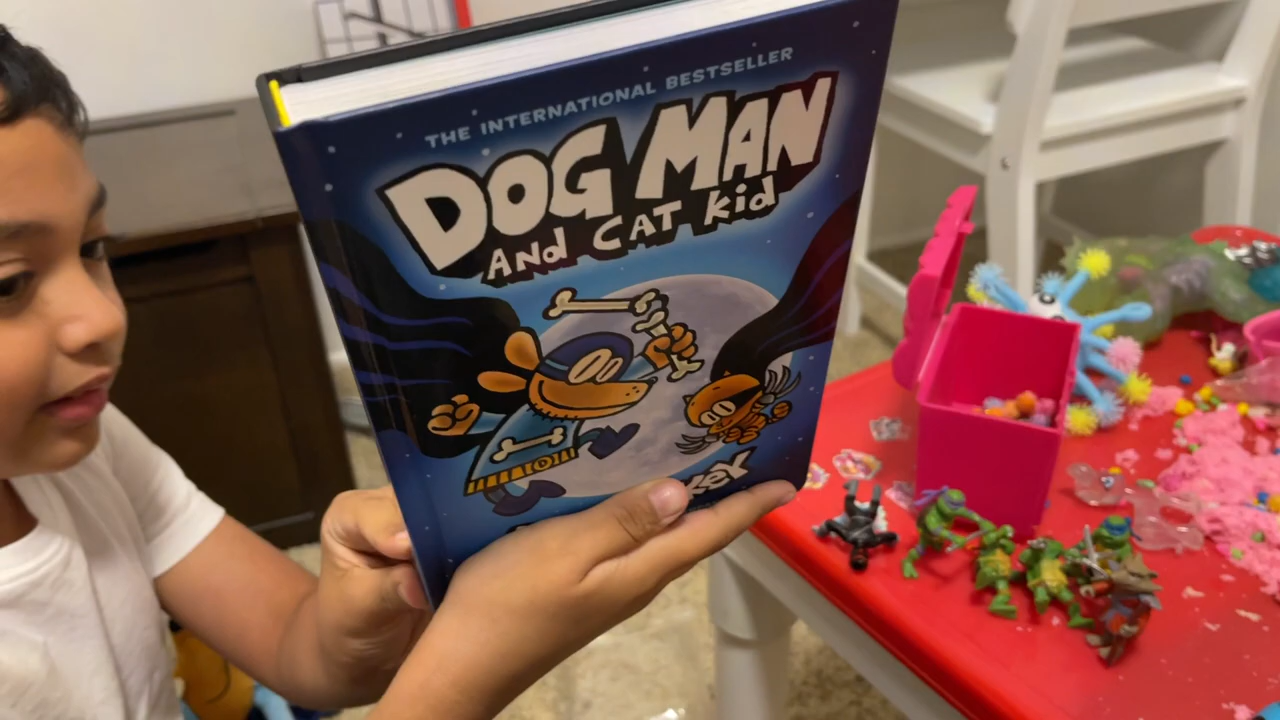 THE INTERNATIONAL BESTSELLER
DOG MAN
AND CAT Kid